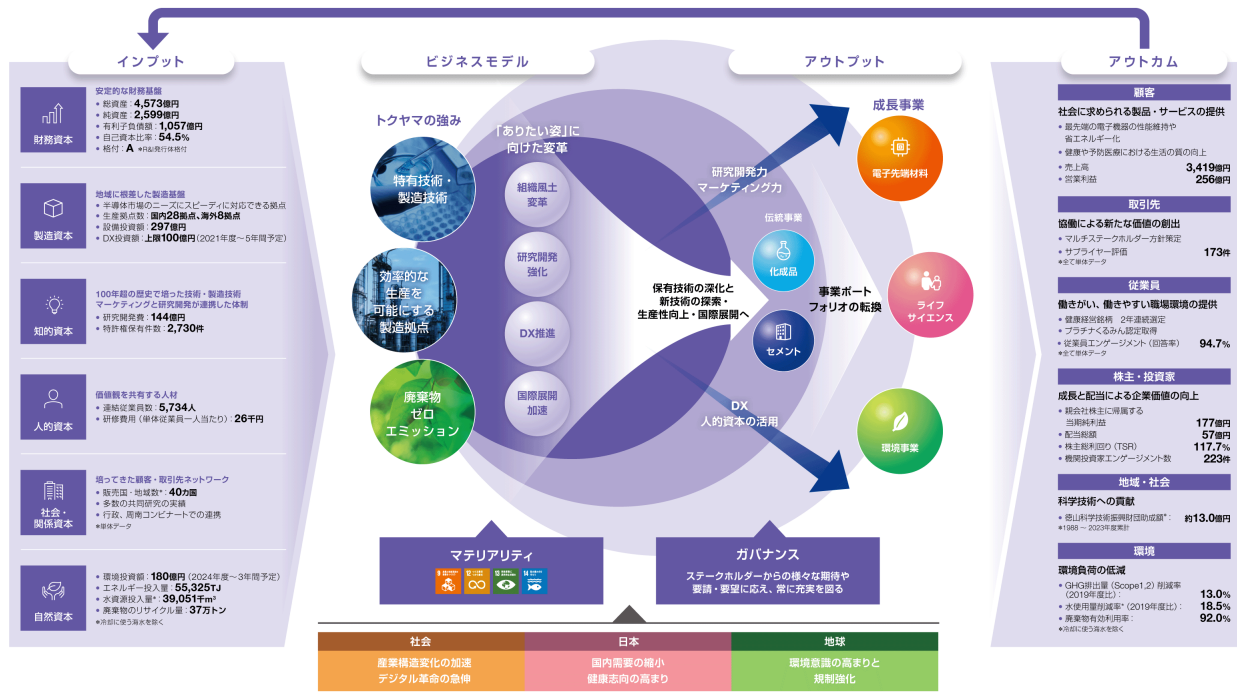 インプット
財務資本
安定的な財務基盤
• 総資産：4,573億円
• 純資産：2,599億円
• 有利子負債額：1,057億円
• 自己資本比率：54.5%
• 格付：A ＊R&I発行体格付
製造資本
地域に根差した製造基盤
• 半導体市場のニーズにスピーディに対応できる拠点
• 生産拠点数：国内28拠点、海外8拠点
• 設備投資額：297億円
• DX投資額：上限100億円（2021年度～5年間予定）
知的資本
100年超の歴史で培った技術・製造技術
マーケティングと研究開発が連携した体制
• 研究開発費：144億円
• 特許権保有件数：2,730件
人的資本
価値観を共有する人材
• 連結従業員数：5,734人
• 研修費用（単体従業員一人当たり）：26千円
社会・
関係資本
培ってきた顧客・取引先ネットワーク
• 販売国・地域数*：40カ国
• 多数の共同研究の実績
• 行政、周南コンビナートでの連携
＊単体データ
自然資本
• 環境投資額：180億円（2024年度～3年間予定）
• エネルギー投入量：55,325TJ
• 水資源投入量*：39,051千m³
• 廃棄物のリサイクル量：37万トン
＊冷却に使う海水を除く
ビジネスモデル
トクヤマの強み
特有技術・
製造技術
効率的な
生産を
可能にする
製造拠点
廃棄物
ゼロ
エミッション
「ありたい姿」に
向けた変革
組織風土
変革
研究開発
強化
DX推進
国際展開
加速
アウトプット
研究開発力
マーケティング力
保有技術の深化と
新技術の探索・
生産性向上・国際展開へ
伝統事業
化成品
セメント
DX
人的資本の活用
事業ポート
フォリオの転換
成長事業
電子先端材料
ライフ
サイエンス
環境事業
マテリアリティ
ガバナンス
ステークホルダーからの様々な期待や
要請・要望に応え、常に充実を図る
社会
産業構造変化の加速
デジタル革命の急伸
日本
国内需要の縮小
健康志向の高まり
地球
環境意識の高まりと
規制強化
アウトカム
顧客
社会に求められる製品・サービスの提供
• 最先端の電子機器の性能維持や
省エネルギー化
• 健康や予防医療における生活の質の向上
• 売上高 3,419億円
• 営業利益 256億円
取引先
協働による新たな価値の創出
• マルチステークホルダー方針策定
• サプライヤー評価 173件
＊全て単体データ
従業員
働きがい、働きやすい職場環境の提供
• 健康経営銘柄 2年連続選定
• プラチナくるみん認定取得
• 従業員エンゲージメント（回答率） 94.7%
＊全て単体データ
株主・投資家
成長と配当による企業価値の向上
• 親会社株主に帰属する
当期純利益 177億円
• 配当総額 57億円
• 株主総利回り（TSR） 117.7%
• 機関投資家エンゲージメント数 223件
地域・社会
科学技術への貢献
• 徳山科学技術振興財団助成額*： 約13.0億円
＊1988 ～ 2023年度累計
環境
環境負荷の低減
• GHG排出量（Scope1,2）削減率
（2019年度比）： 13.0%
• 水使用量削減率*（2019年度比）： 18.5%
• 廃棄物有効利用率： 92.0%
＊冷却に使う海水を除く